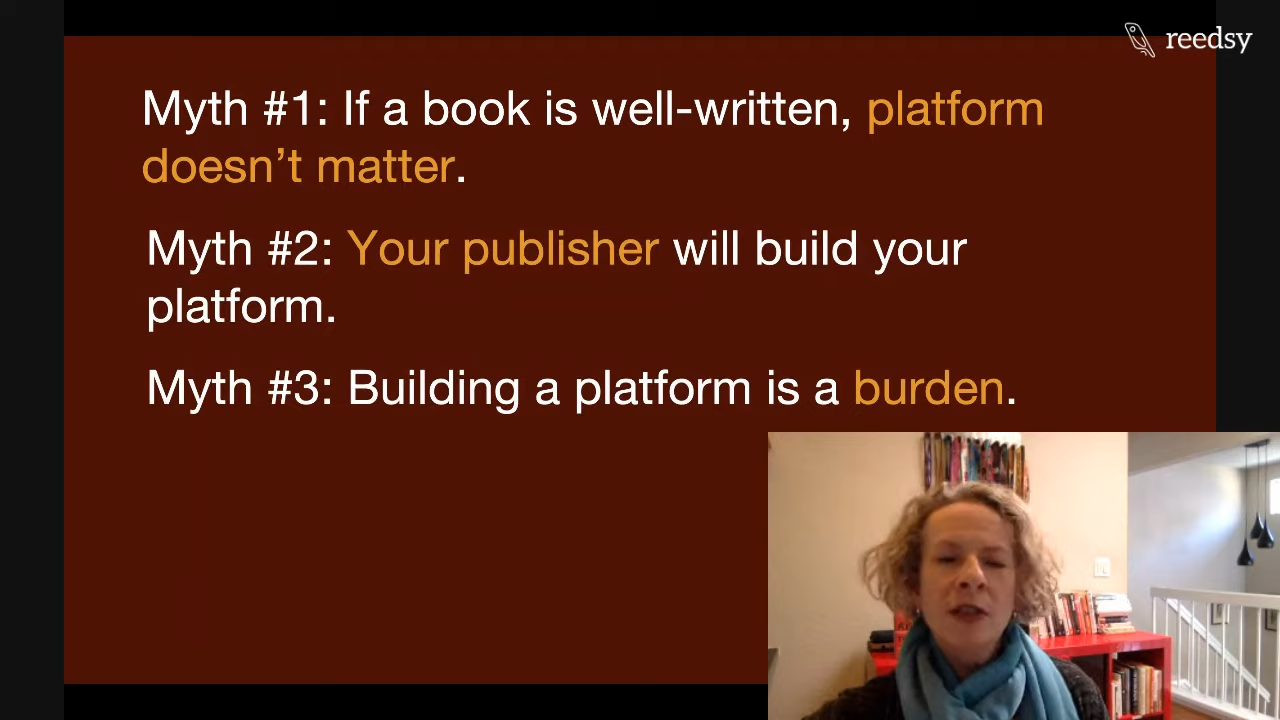 reedsy
Myth #1: If a book is well-written, platform
doesn’t matter.
Myth #2: Your publisher will build your
platform.
Myth #3: Building a platform is a burden.